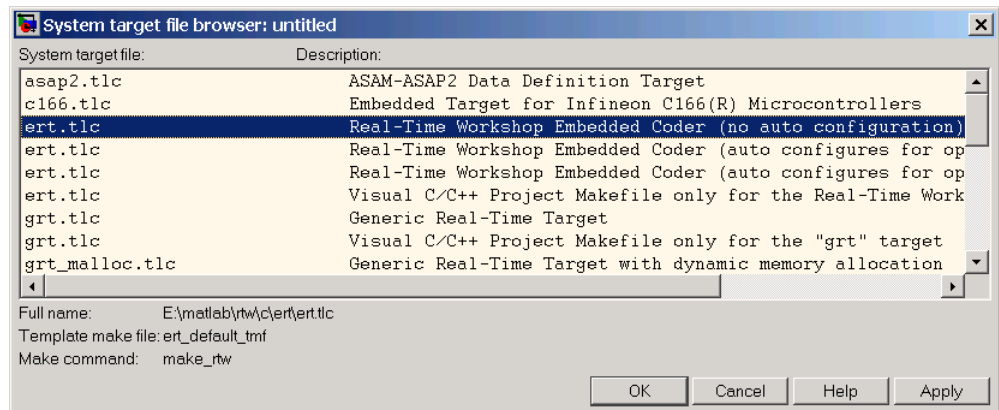 System target file browser: untitled
System target file: Description:
asap2.tlc ASAM-ASAP2 Data Definition Target
c166.tlc Embedded Target for Infineon C166(R) Microcontrollers
ert.tlc Real-Time Workshop Embedded Coder (no auto configuration)
ert.tlc Real-Time Workshop Embedded Coder (auto configures for op
ert.tlc Real-Time Workshop Embedded Coder (auto configures for op
ert.tlc Visual C/C++ Project Makefile only for the Real-Time Work
grt.tlc Generic Real-Time Target
grt.tlc Visual C/C++ Project Makefile only for the "grt" target
grt_malloc.tlc Generic Real-Time Target with dynamic memory allocation
Full name: E:\matlab\rtw\c\ert\ert.tlc
Template make file: ert_default_tmf
Make command: make_rtw
OK Cancel Help Apply